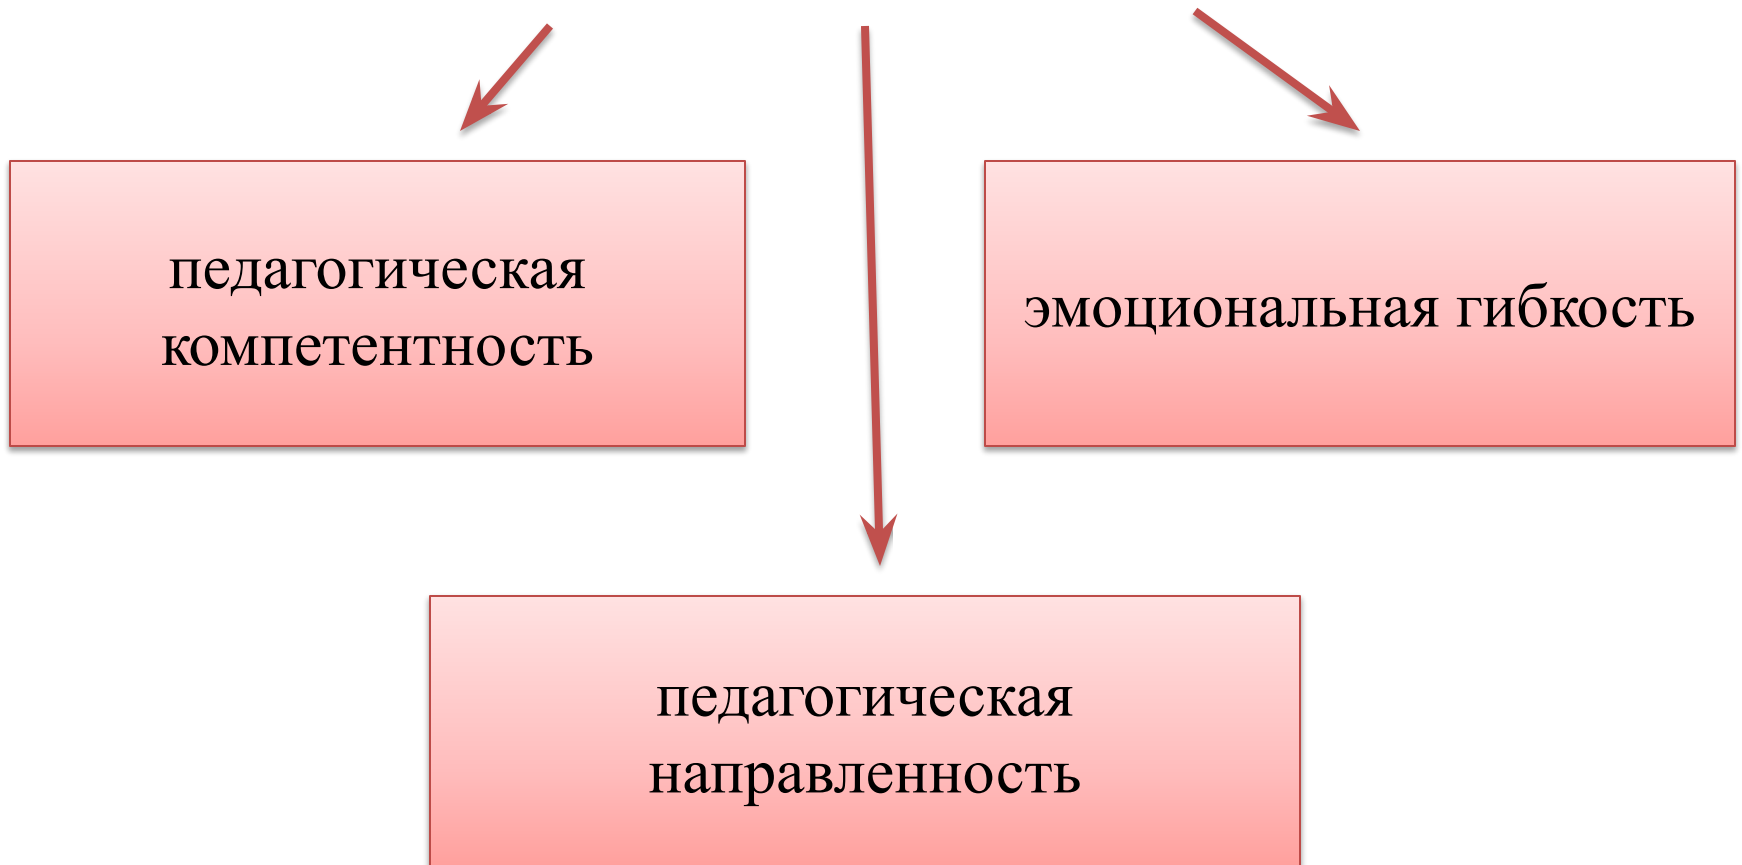 педагогическая
компетентность
эмоциональная гибкость
педагогическая
направленность